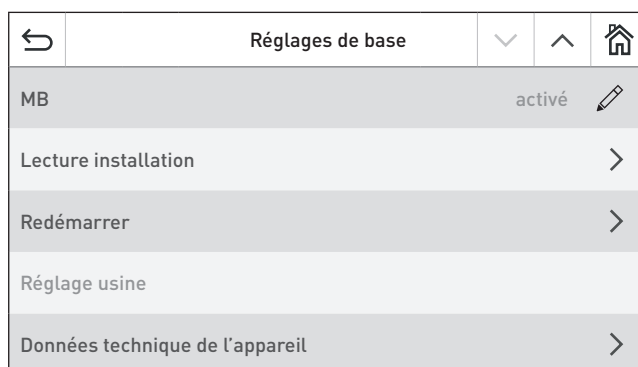 Réglages de base
MB activé
Lecture installation
Redémarrer
Réglage usine
Données technique de l'appareil